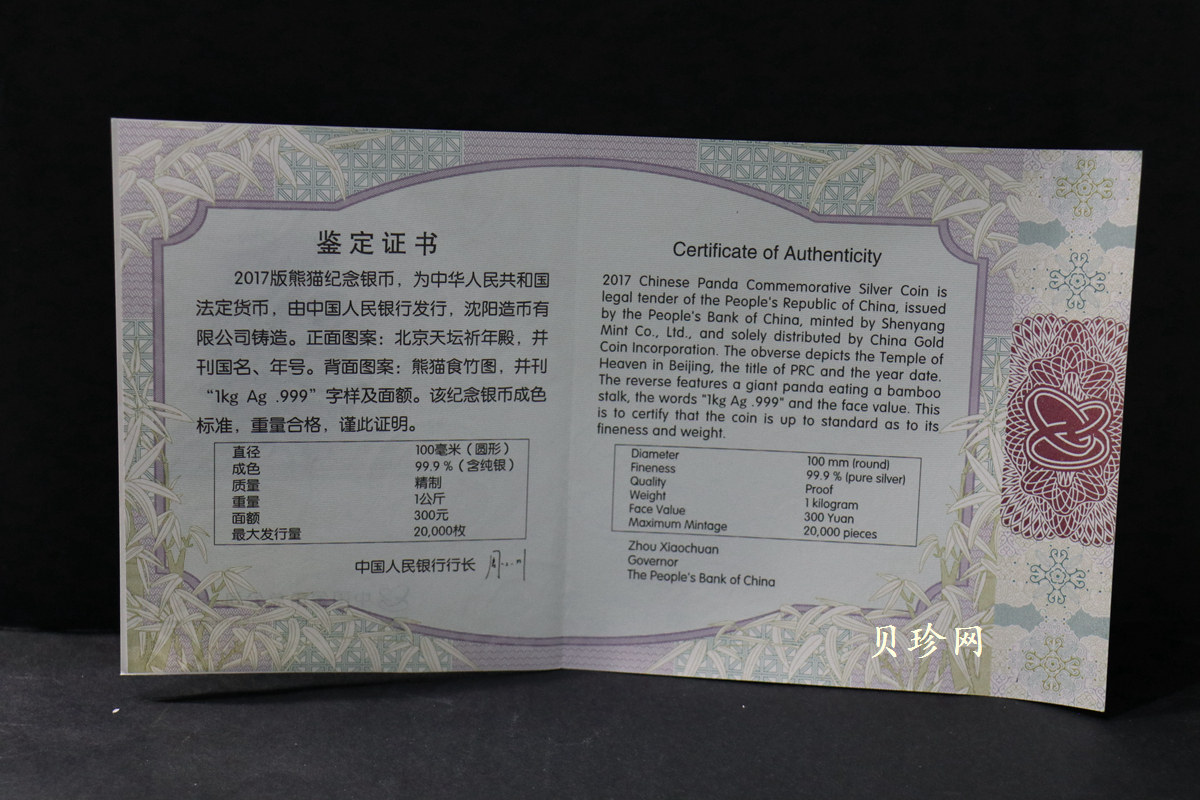 鉴定证书
2017版熊猫纪念银币，为中华人民共和国
法定货币，由中国人民银行发行，沈阳造币有
限公司铸造。正面图案：北京天坛祈年殿，并
刊国名、年号。背面图案：熊猫食竹图，并刊
“1kg Ag .999”字样及面额。该纪念银币成色
标准，重量合格，谨此证明。
直径 100毫米（圆形）
成色 99.9％（含纯银）
质量 精制
重量 1公斤
面额 300元
最大发行量 20,000枚
中国人民银行行长
Certificate of Authenticity
2017 Chinese Panda Commemorative Silver Coin is
legal tender of the People's Republic of China, issued
by the People's Bank of China, minted by Shenyang
Mint Co., Ltd., and solely distributed by China Gold
Coin Incorporation. The obverse depicts the Temple of
Heaven in Beijing, the title of PRC and the year date.
The reverse features a giant panda eating a bamboo
stalk, the words "1kg Ag .999" and the face value. This
is to certify that the coin is up to standard as to its
fineness and weight.
Diameter 100 mm (round)
Fineness 99.9 % (pure silver)
Quality Proof
Weight 1 kilogram
Face Value 300 Yuan
Maximum Mintage 20,000 pieces
Zhou Xiaochuan
Governor
The People's Bank of China
贝珍网